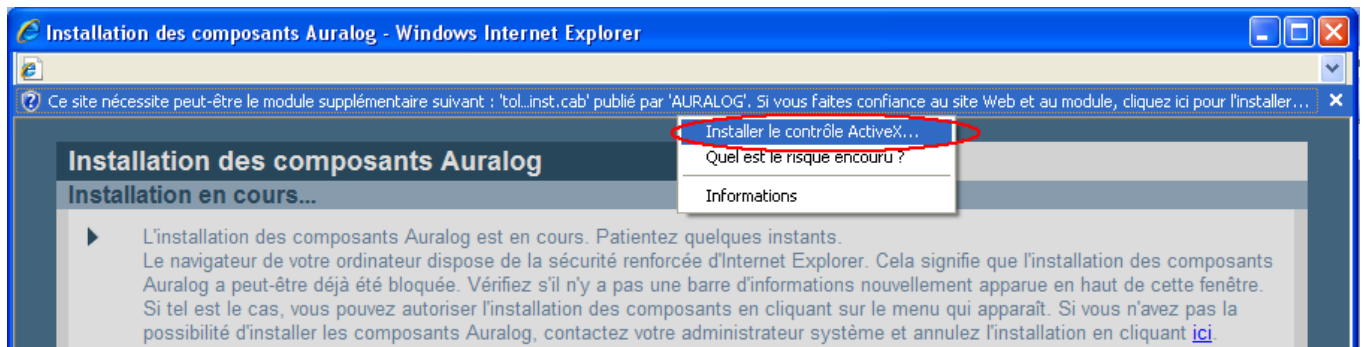 Installation des composants Auralog - Windows Internet Explorer
Ce site nécessite peut-être le module supplémentaire suivant : 'tol...inst.cab' publié par 'AURALOG'. Si vous faites confiance au site Web et au module, cliquez ici pour l'installer...
Installer le contrôle ActiveX...
Quel est le risque encouru ?
Informations
Installation des composants Auralog
Installation en cours...
L'installation des composants Auralog est en cours. Patientez quelques instants.
Le navigateur de votre ordinateur dispose de la sécurité renforcée d'Internet Explorer. Cela signifie que l'installation des composants
Auralog a peut-être déjà été bloquée. Vérifiez s'il n'y a pas une barre d'informations nouvellement apparue en haut de cette fenêtre.
Si tel est le cas, vous pouvez autoriser l'installation des composants en cliquant sur le menu qui apparaît. Si vous n'avez pas la
possibilité d'installer les composants Auralog, contactez votre administrateur système et annulez l'installation en cliquant ici.